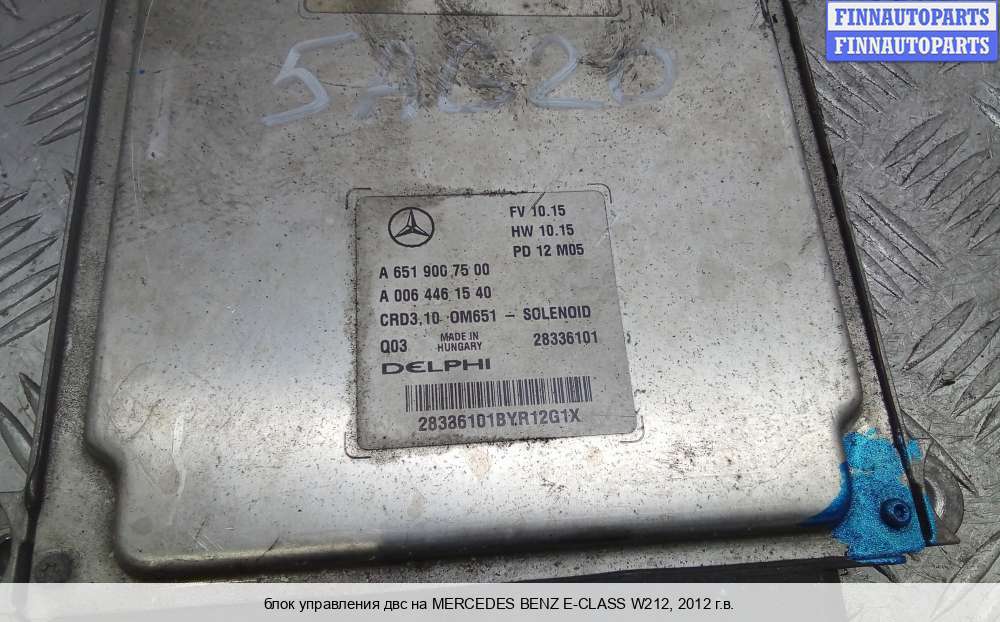 FINNAUTOPARTS
FINNAUTOPARTS
5AG20
FV 10.15
HW 10.15
PD 12 M05
A 651 900 75 00
A 006 446 15 40
CRD3.10 OM651 - SOLENOID
Q03 MADE IN HUNGARY 28336101
DELPHI
28336101BYR12G1X
блок управления двс на MERCEDES BENZ E-CLASS W212, 2012 г.в.